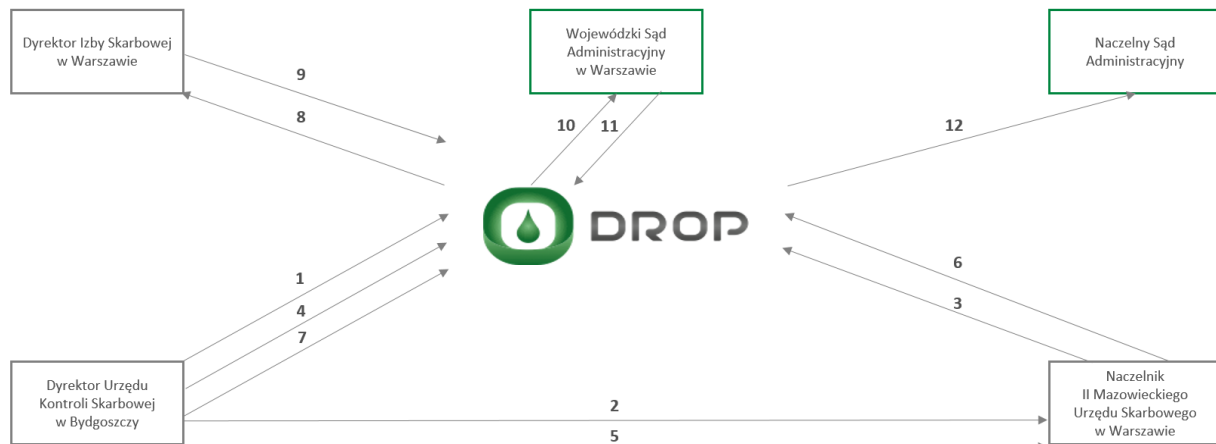 Dyrektor Izby Skarbowej
w Warszawie
Wojewódzki Sąd
Administracyjny
w Warszawie
Naczelny Sąd
Administracyjny
9
8
10
11
12
DROP
1
4
7
6
3
Dyrektor Urzędu
Kontroli Skarbowej
w Bydgoszczy
2
5
Naczelnik
II Mazowieckiego
Urzędu Skarbowego
w Warszawie